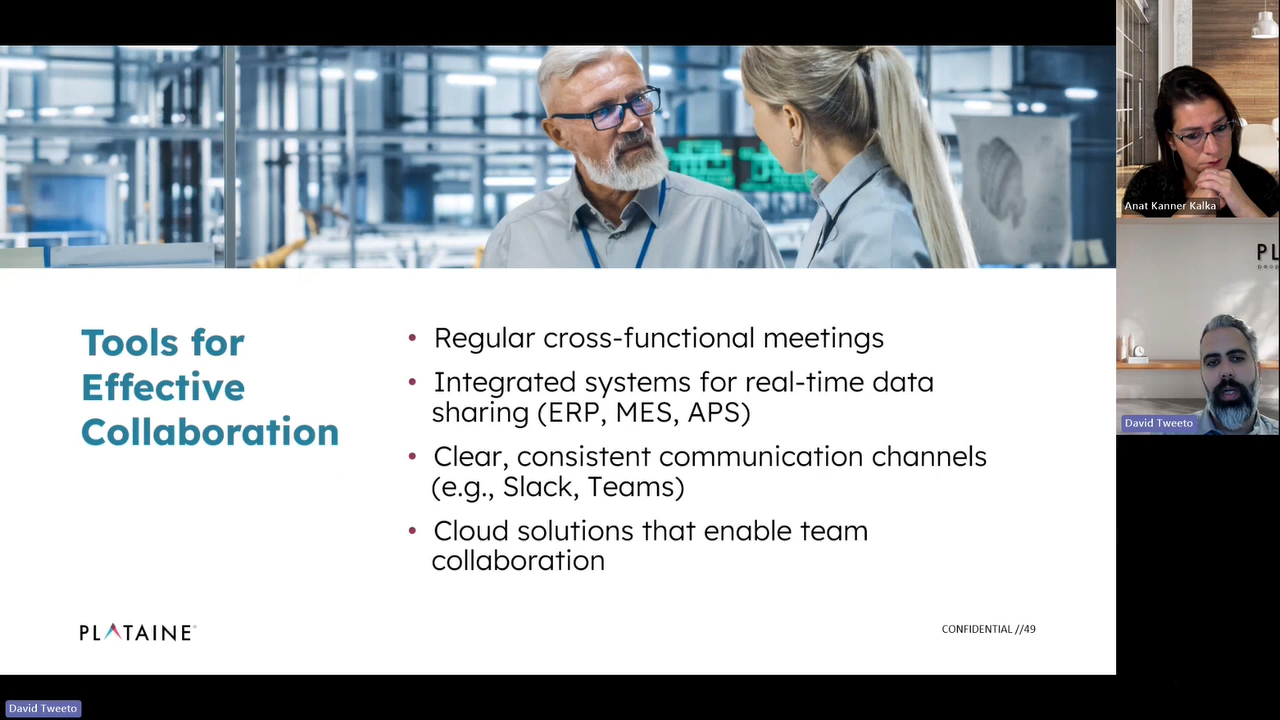 Tools for
Effective
Collaboration
• Regular cross-functional meetings
• Integrated systems for real-time data
sharing (ERP, MES, APS)
• Clear, consistent communication channels
(e.g., Slack, Teams)
• Cloud solutions that enable team
collaboration
PLATAINE
CONFIDENTIAL //49
Anat Kanner Kalka
PL
David Tweeto
David Tweeto